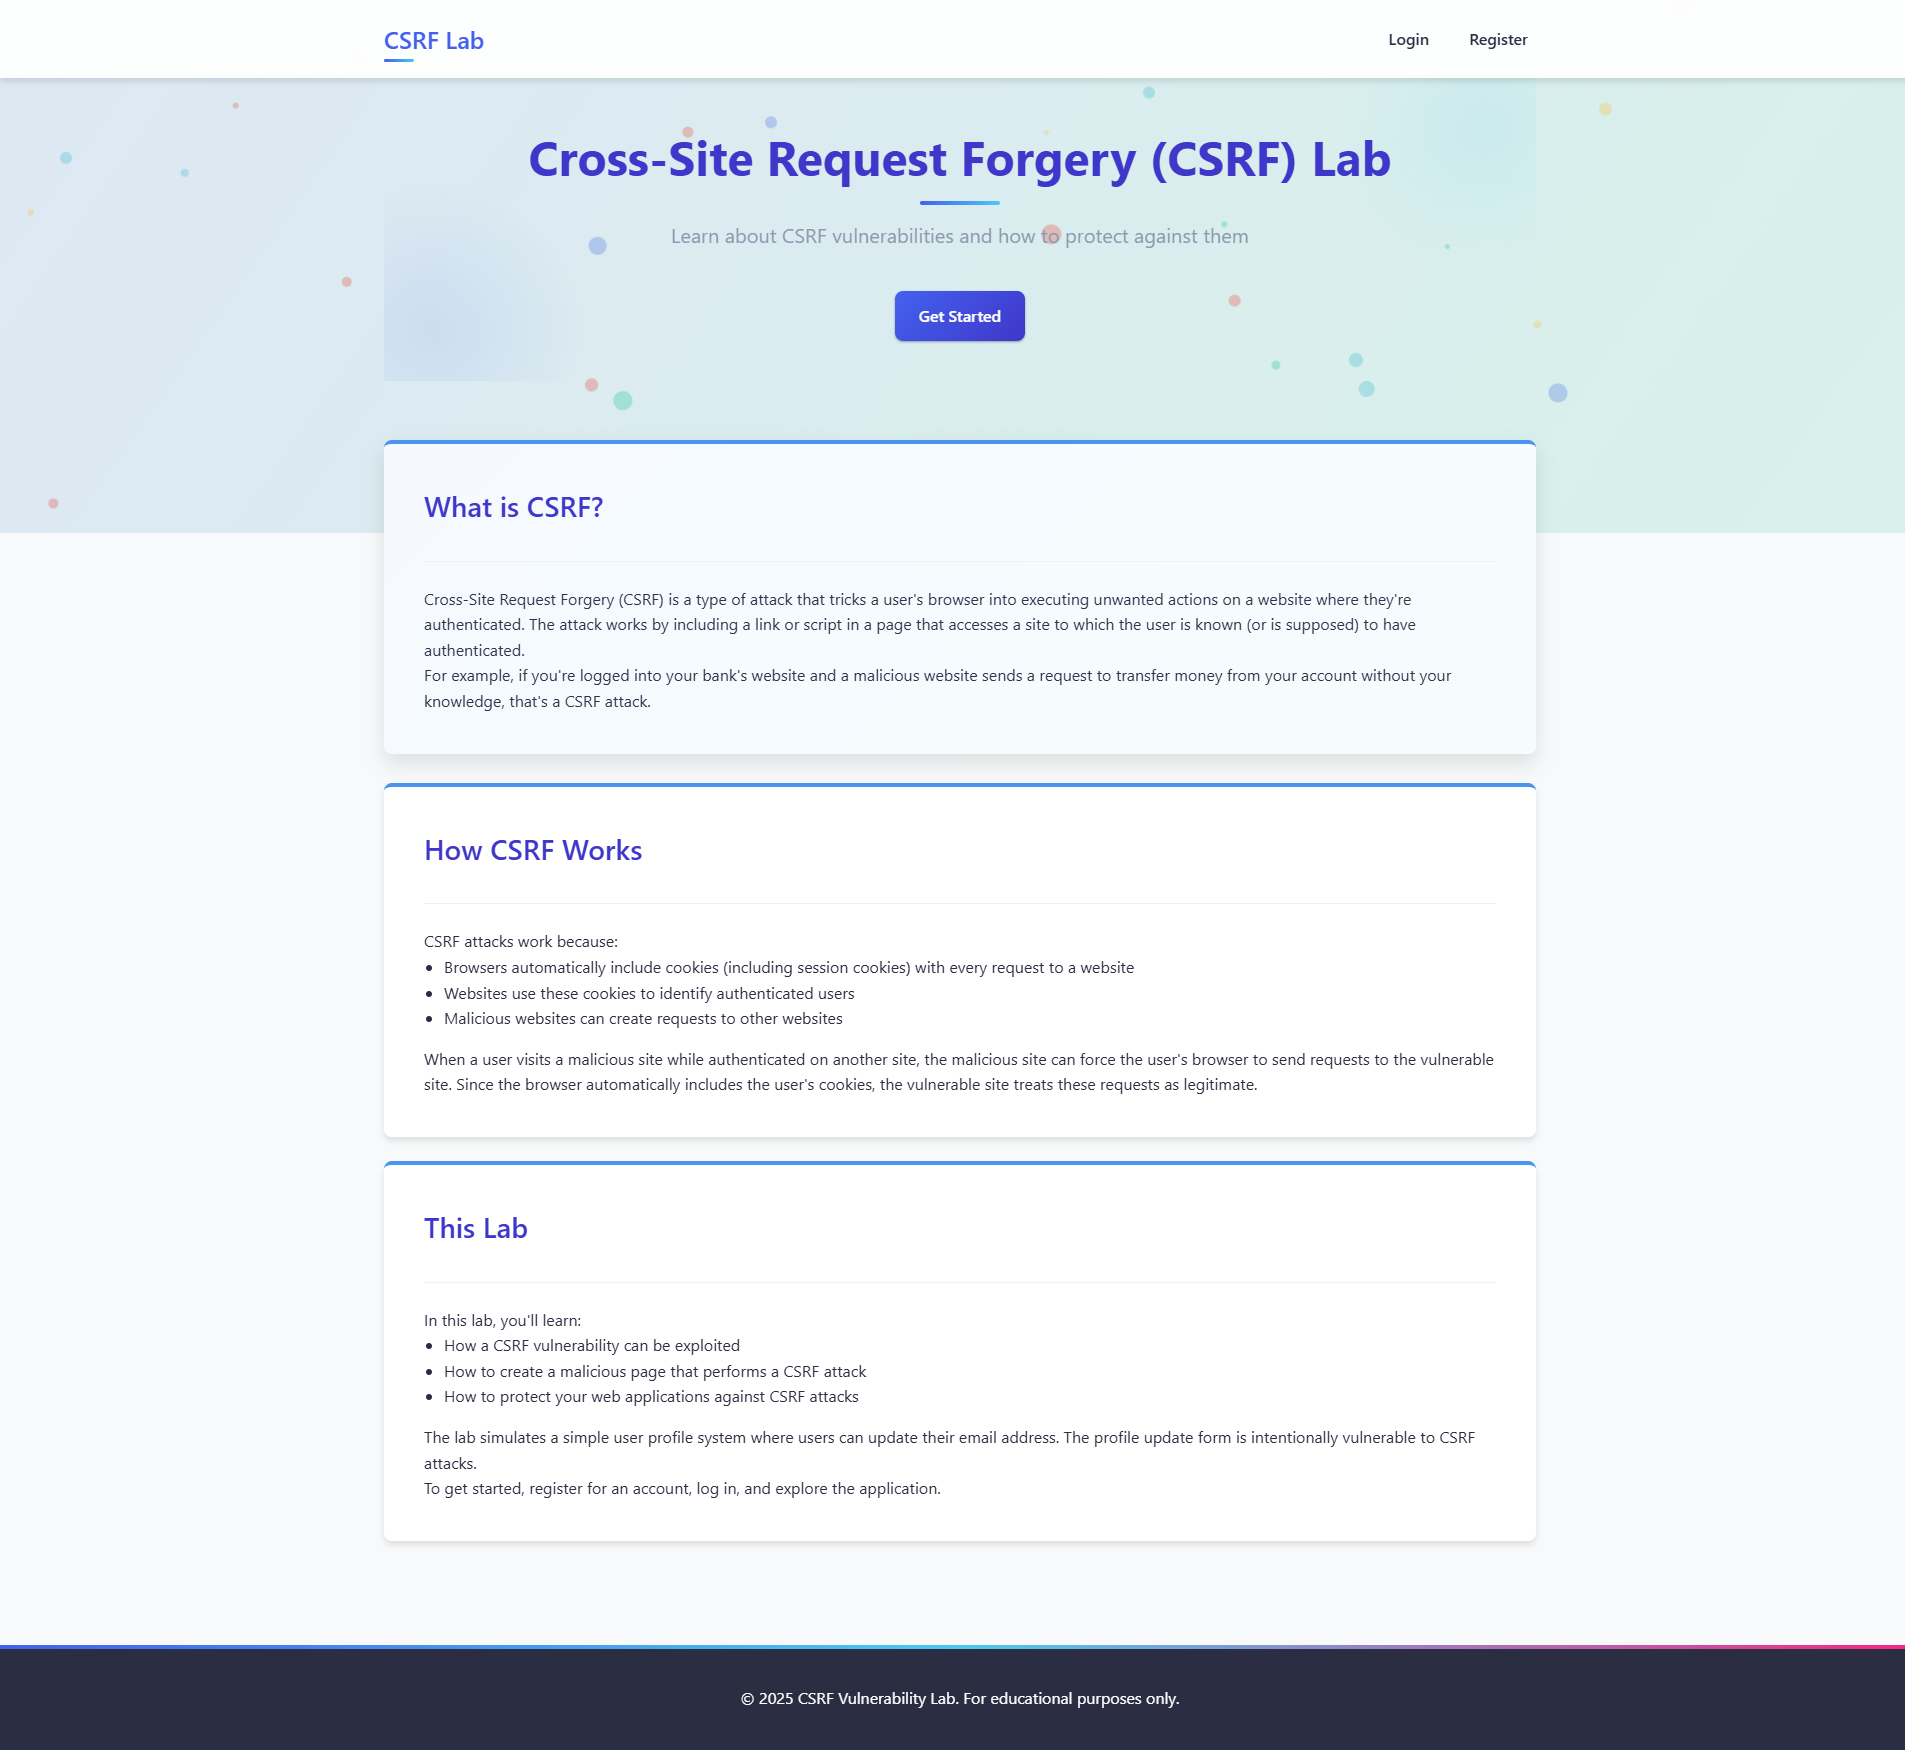 CSRF Lab
Login
Register
Cross-Site Request Forgery (CSRF) Lab
Learn about CSRF vulnerabilities and how to protect against them
Get Started
What is CSRF?
Cross-Site Request Forgery (CSRF) is a type of attack that tricks a user's browser into executing unwanted actions on a website where they're
authenticated. The attack works by including a link or script in a page that accesses a site to which the user is known (or is supposed) to have
authenticated.
For example, if you're logged into your bank's website and a malicious website sends a request to transfer money from your account without your
knowledge, that's a CSRF attack.
How CSRF Works
CSRF attacks work because:
• Browsers automatically include cookies (including session cookies) with every request to a website
• Websites use these cookies to identify authenticated users
• Malicious websites can create requests to other websites
When a user visits a malicious site while authenticated on another site, the malicious site can force the user's browser to send requests to the vulnerable
site. Since the browser automatically includes the user's cookies, the vulnerable site treats these requests as legitimate.
This Lab
In this lab, you'll learn:
• How a CSRF vulnerability can be exploited
• How to create a malicious page that performs a CSRF attack
• How to protect your web applications against CSRF attacks
The lab simulates a simple user profile system where users can update their email address. The profile update form is intentionally vulnerable to CSRF
attacks.
To get started, register for an account, log in, and explore the application.
© 2025 CSRF Vulnerability Lab. For educational purposes only.